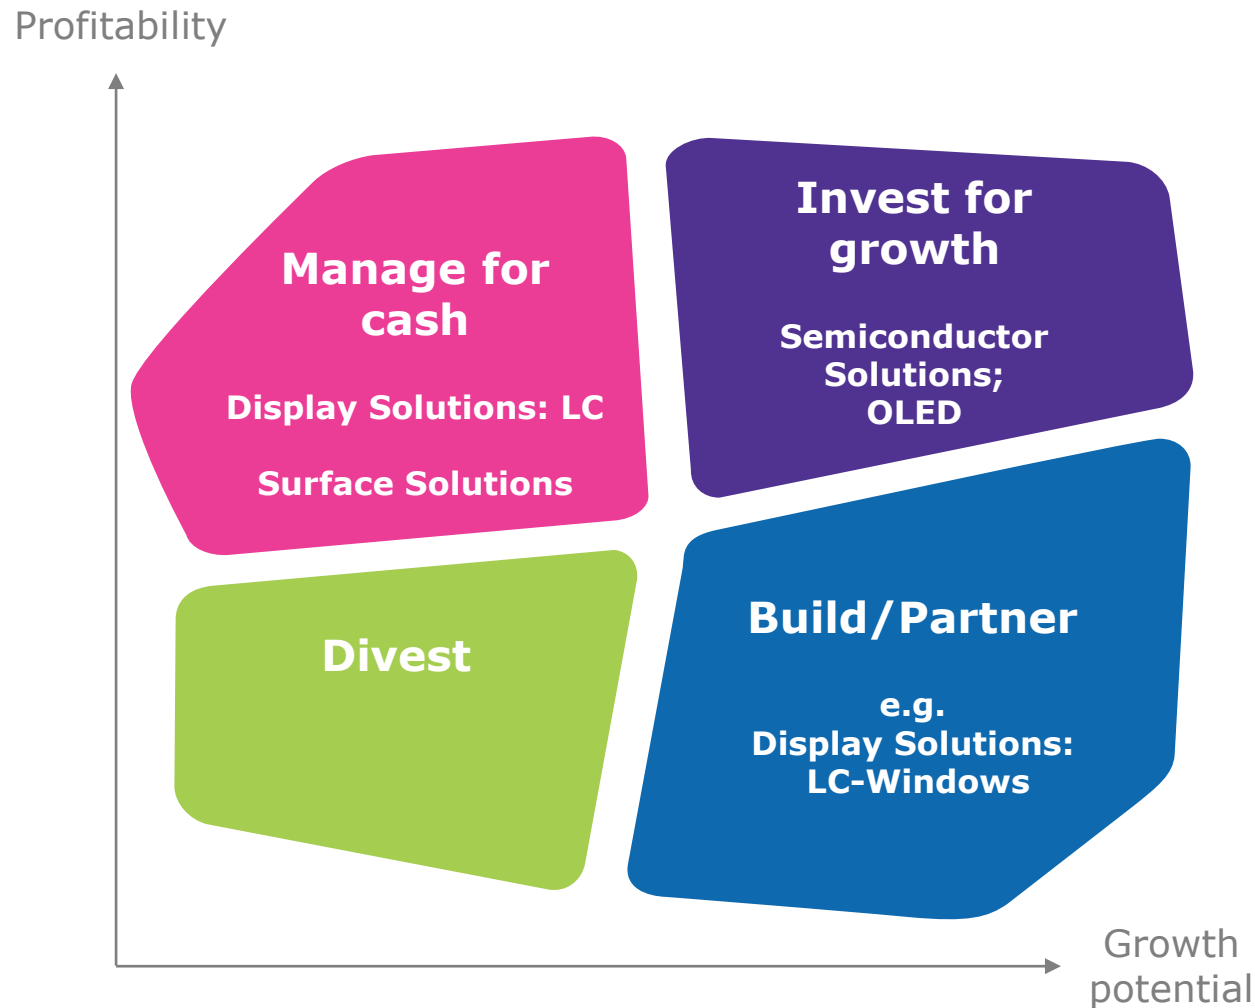 Profitability
Manage for
cash
Display Solutions: LC
Surface Solutions
Invest for
growth
Semiconductor
Solutions;
OLED
Divest
Build/Partner
e.g.
Display Solutions:
LC–Windows
Growth
potential